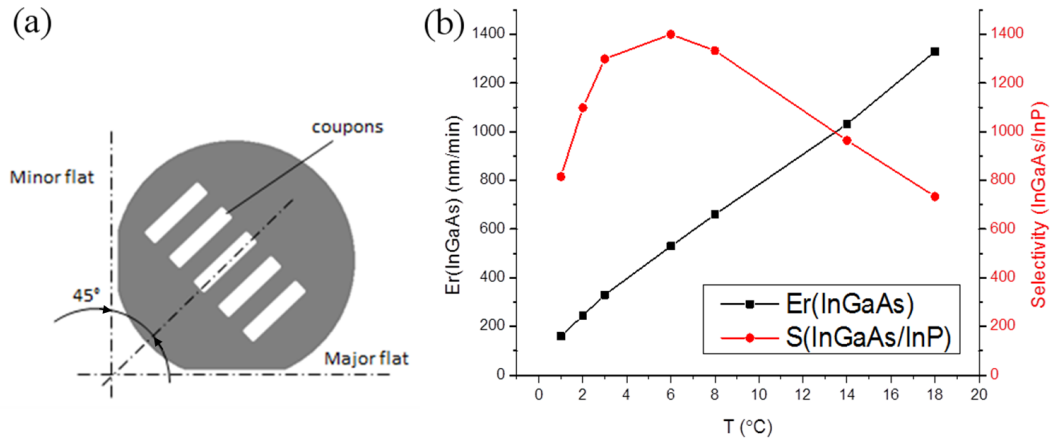 (a)
coupons
Minor flat
45°
Major flat
(b)
Er(InGaAs) (nm/min)
1400
1200
1000
800
600
400
200
0
0 2 4 6 8 10 12 14 16 18 20
T (°C)
Er(InGaAs)
S(InGaAs/InP)
1400
1200
1000
800
600
400
200
0
Selectivity (InGaAs/InP)